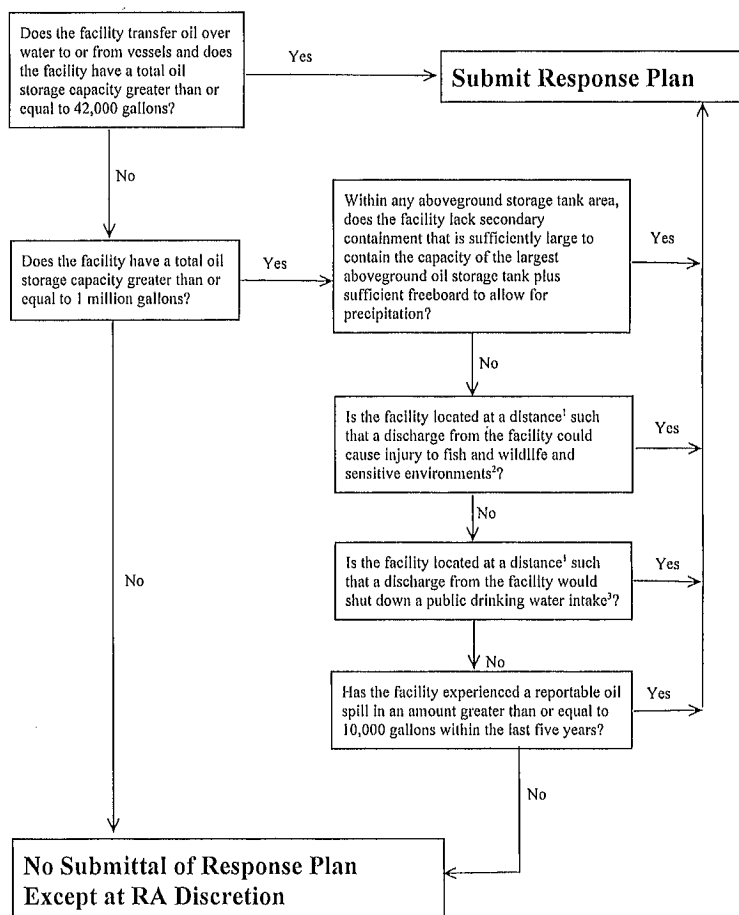 Does the facility transfer oil over
water to or from vessels and does
the facility have a total oil
storage capacity greater than or
equal to 42,000 gallons?
Yes
Submit Response Plan
No
Does the facility have a total oil
storage capacity greater than or
equal to 1 million gallons?
Yes
Within any aboveground storage tank area,
does the facility lack secondary
containment that is sufficiently large to
contain the capacity of the largest
aboveground oil storage tank plus
sufficient freeboard to allow for
precipitation?
Yes
No
Is the facility located at a distance¹ such
that a discharge from the facility could
cause injury to fish and wildlife and
sensitive environments²?
Yes
No
Is the facility located at a distance¹ such
that a discharge from the facility would
shut down a public drinking water intake³?
Yes
No
No
Has the facility experienced a reportable oil
spill in an amount greater than or equal to
10,000 gallons within the last five years?
Yes
No
No Submittal of Response Plan
Except at RA Discretion